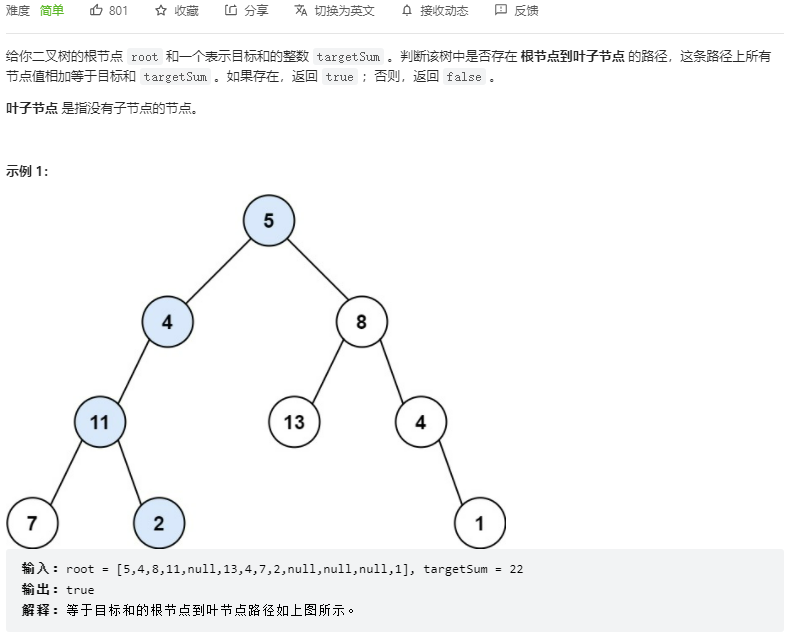 难度 简单 801 收藏 分享 切换为英文 接收动态 反馈
给你二叉树的根节点 root 和一个表示目标和的整数 targetSum 。判断该树中是否存在 根节点到叶子节点 的路径，这条路径上所有
节点值相加等于目标和 targetSum 。如果存在，返回 true ；否则，返回 false 。
叶子节点 是指没有子节点的节点。
示例 1：
5
4 8
11 13 4
7 2 1
输入：root = [5,4,8,11,null,13,4,7,2,null,null,null,1], targetSum = 22
输出：true
解释：等于目标和的根节点到叶节点路径如上图所示。